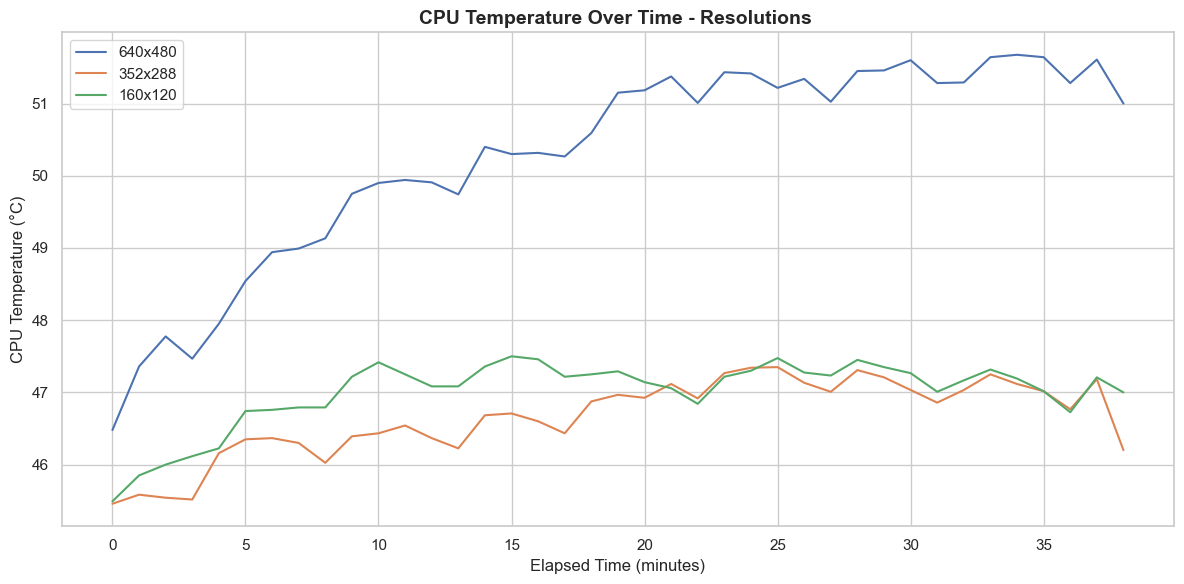 CPU Temperature Over Time - Resolutions
640x480
352x288
160x120
CPU Temperature (°C)
51
50
49
48
47
46
0 5 10 15 20 25 30 35
Elapsed Time (minutes)